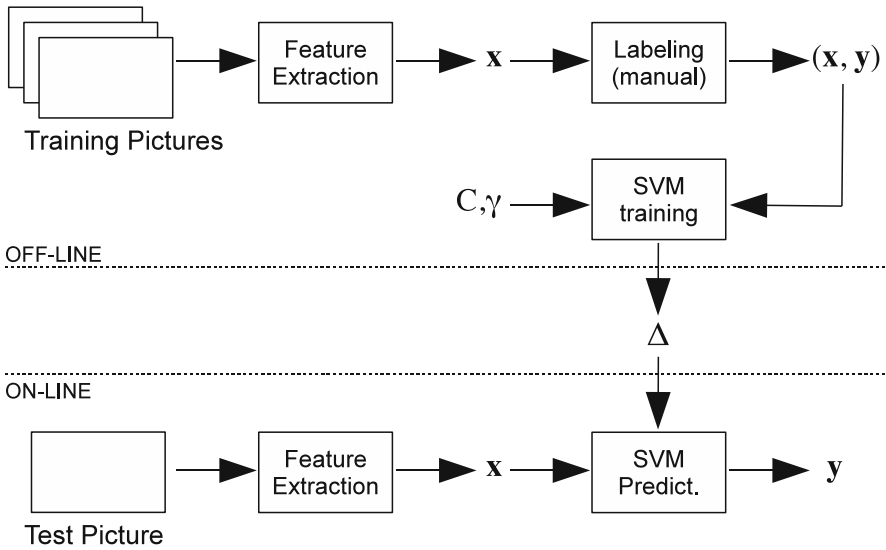 Feature
Extraction
x
Labeling
(manual)
(x, y)
Training Pictures
C,γ
SVM
training
OFF-LINE
Δ
ON-LINE
Feature
Extraction
x
SVM
Predict.
y
Test Picture